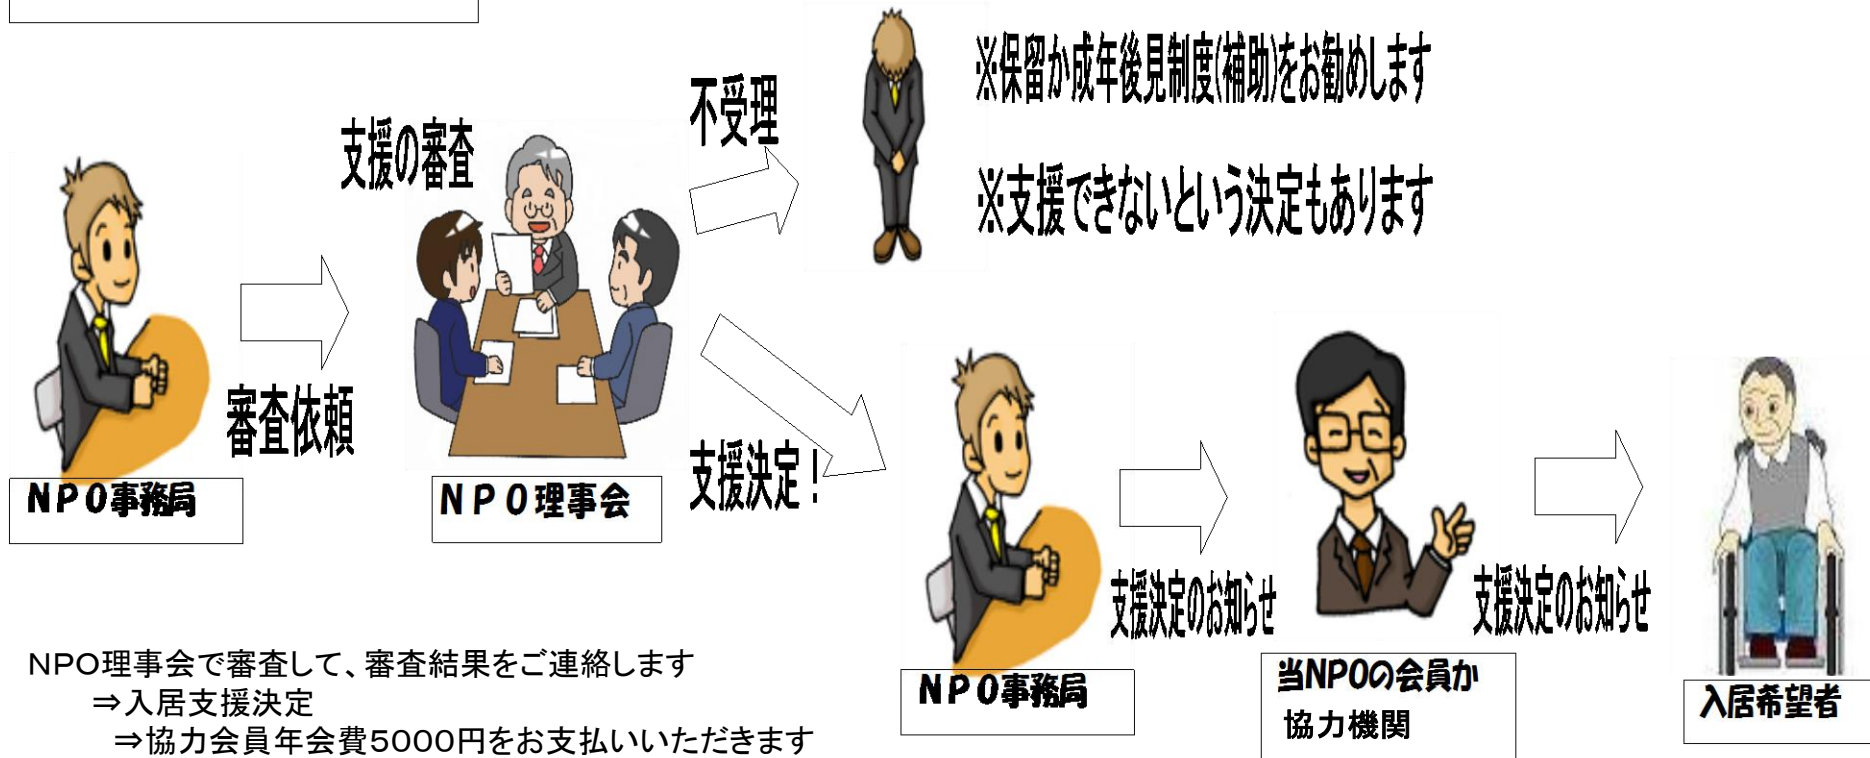 不受理
※保留か成年後見制度(補助)をお勧めします
※支援できないという決定もあります
支援の審査
審査依頼
NPO事務局
NPO理事会
支援決定！
支援決定のお知らせ
支援決定のお知らせ
NPO事務局
当NPOの会員か
協力機関
入居希望者
NPO理事会で審査して、審査結果をご連絡します
⇒入居支援決定
⇒協力会員年会費5000円をお支払いいただきます